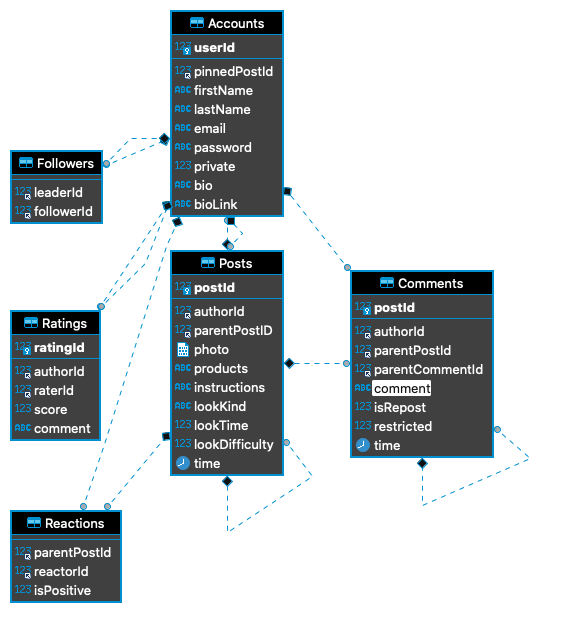 Accounts
123 userId
123 pinnedPostId
ABC firstName
ABC lastName
ABC email
ABC password
123 private
ABC bio
ABC bioLink
Followers
123 leaderId
123 followerId
Posts
123 postId
123 authorId
123 parentPostID
photo
ABC products
ABC instructions
ABC lookKind
123 lookTime
123 lookDifficulty
time
Comments
123 postId
123 authorId
123 parentPostId
123 parentCommentId
ABC comment
123 isRepost
123 restricted
time
Ratings
123 ratingId
123 authorId
123 raterId
123 score
ABC comment
Reactions
123 parentPostId
123 reactorId
123 isPositive